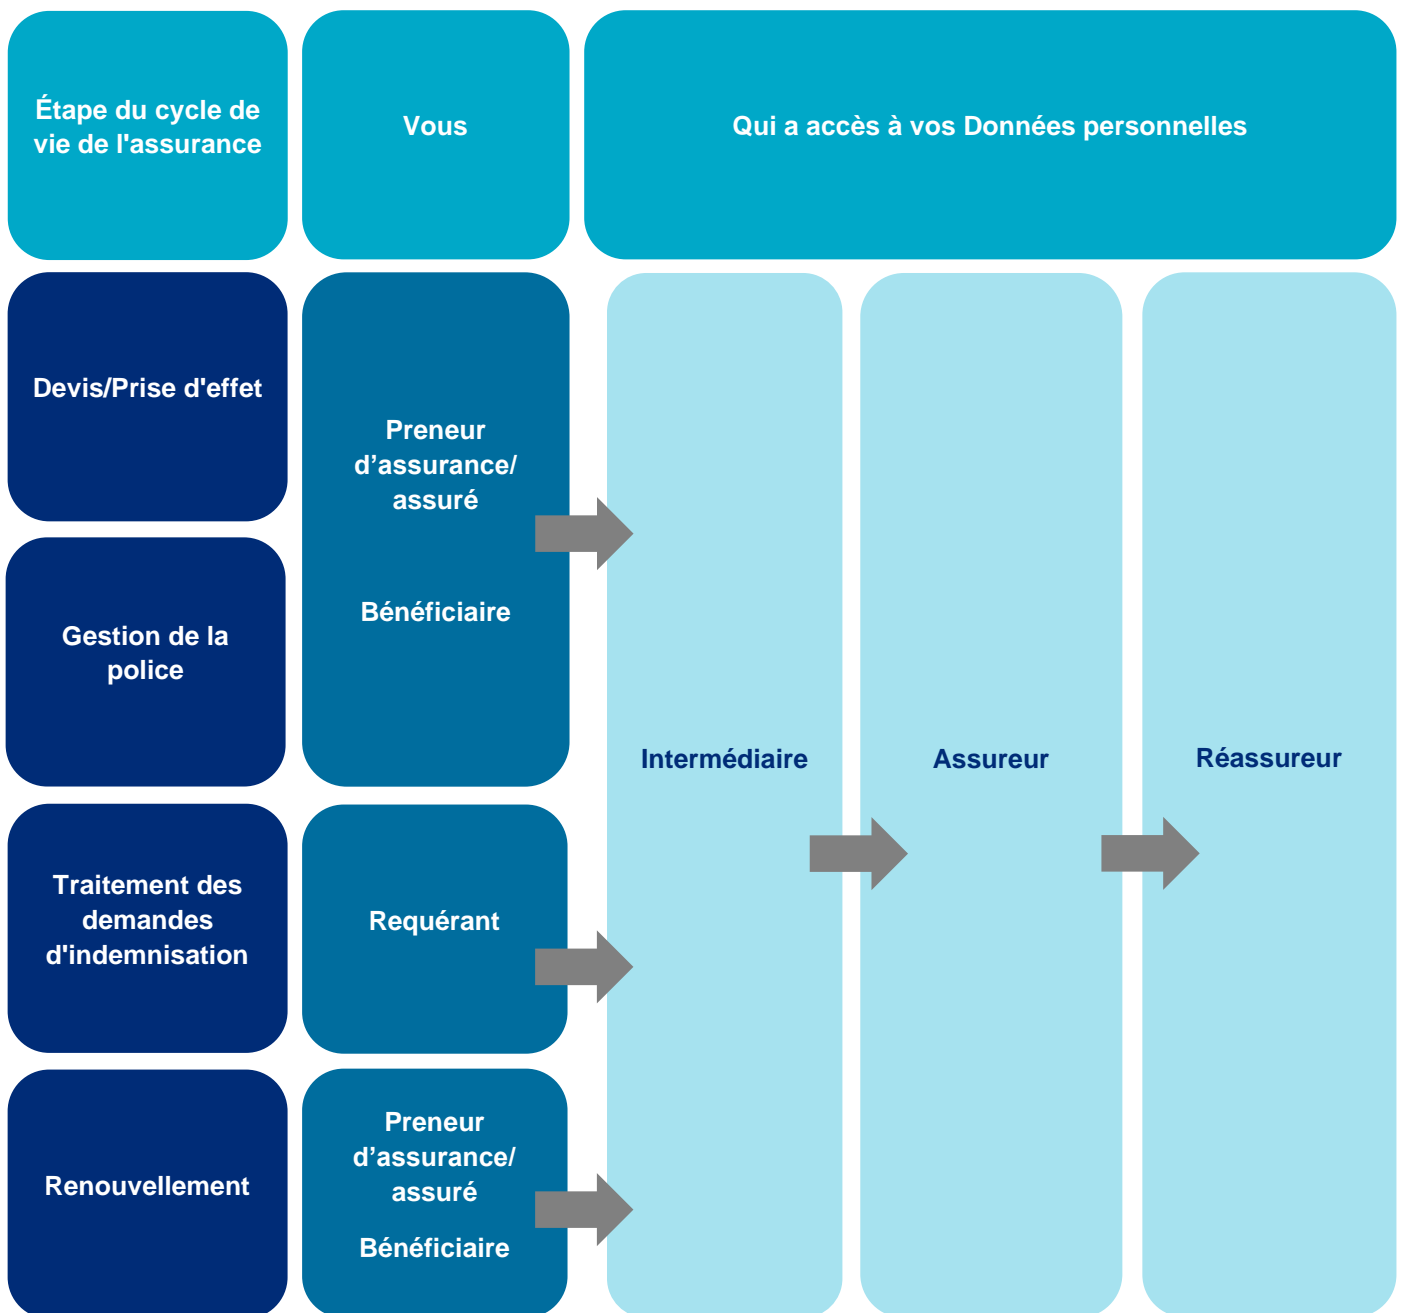 Étape du cycle de
vie de l'assurance
Vous
Qui a accès à vos Données personnelles
Devis/Prise d'effet
Preneur
d’assurance/
assuré
Bénéficiaire
Gestion de la
police
Intermédiaire
Assureur
Réassureur
Traitement des
demandes
d'indemnisation
Requérant
Renouvellement
Preneur
d’assurance/
assuré
Bénéficiaire